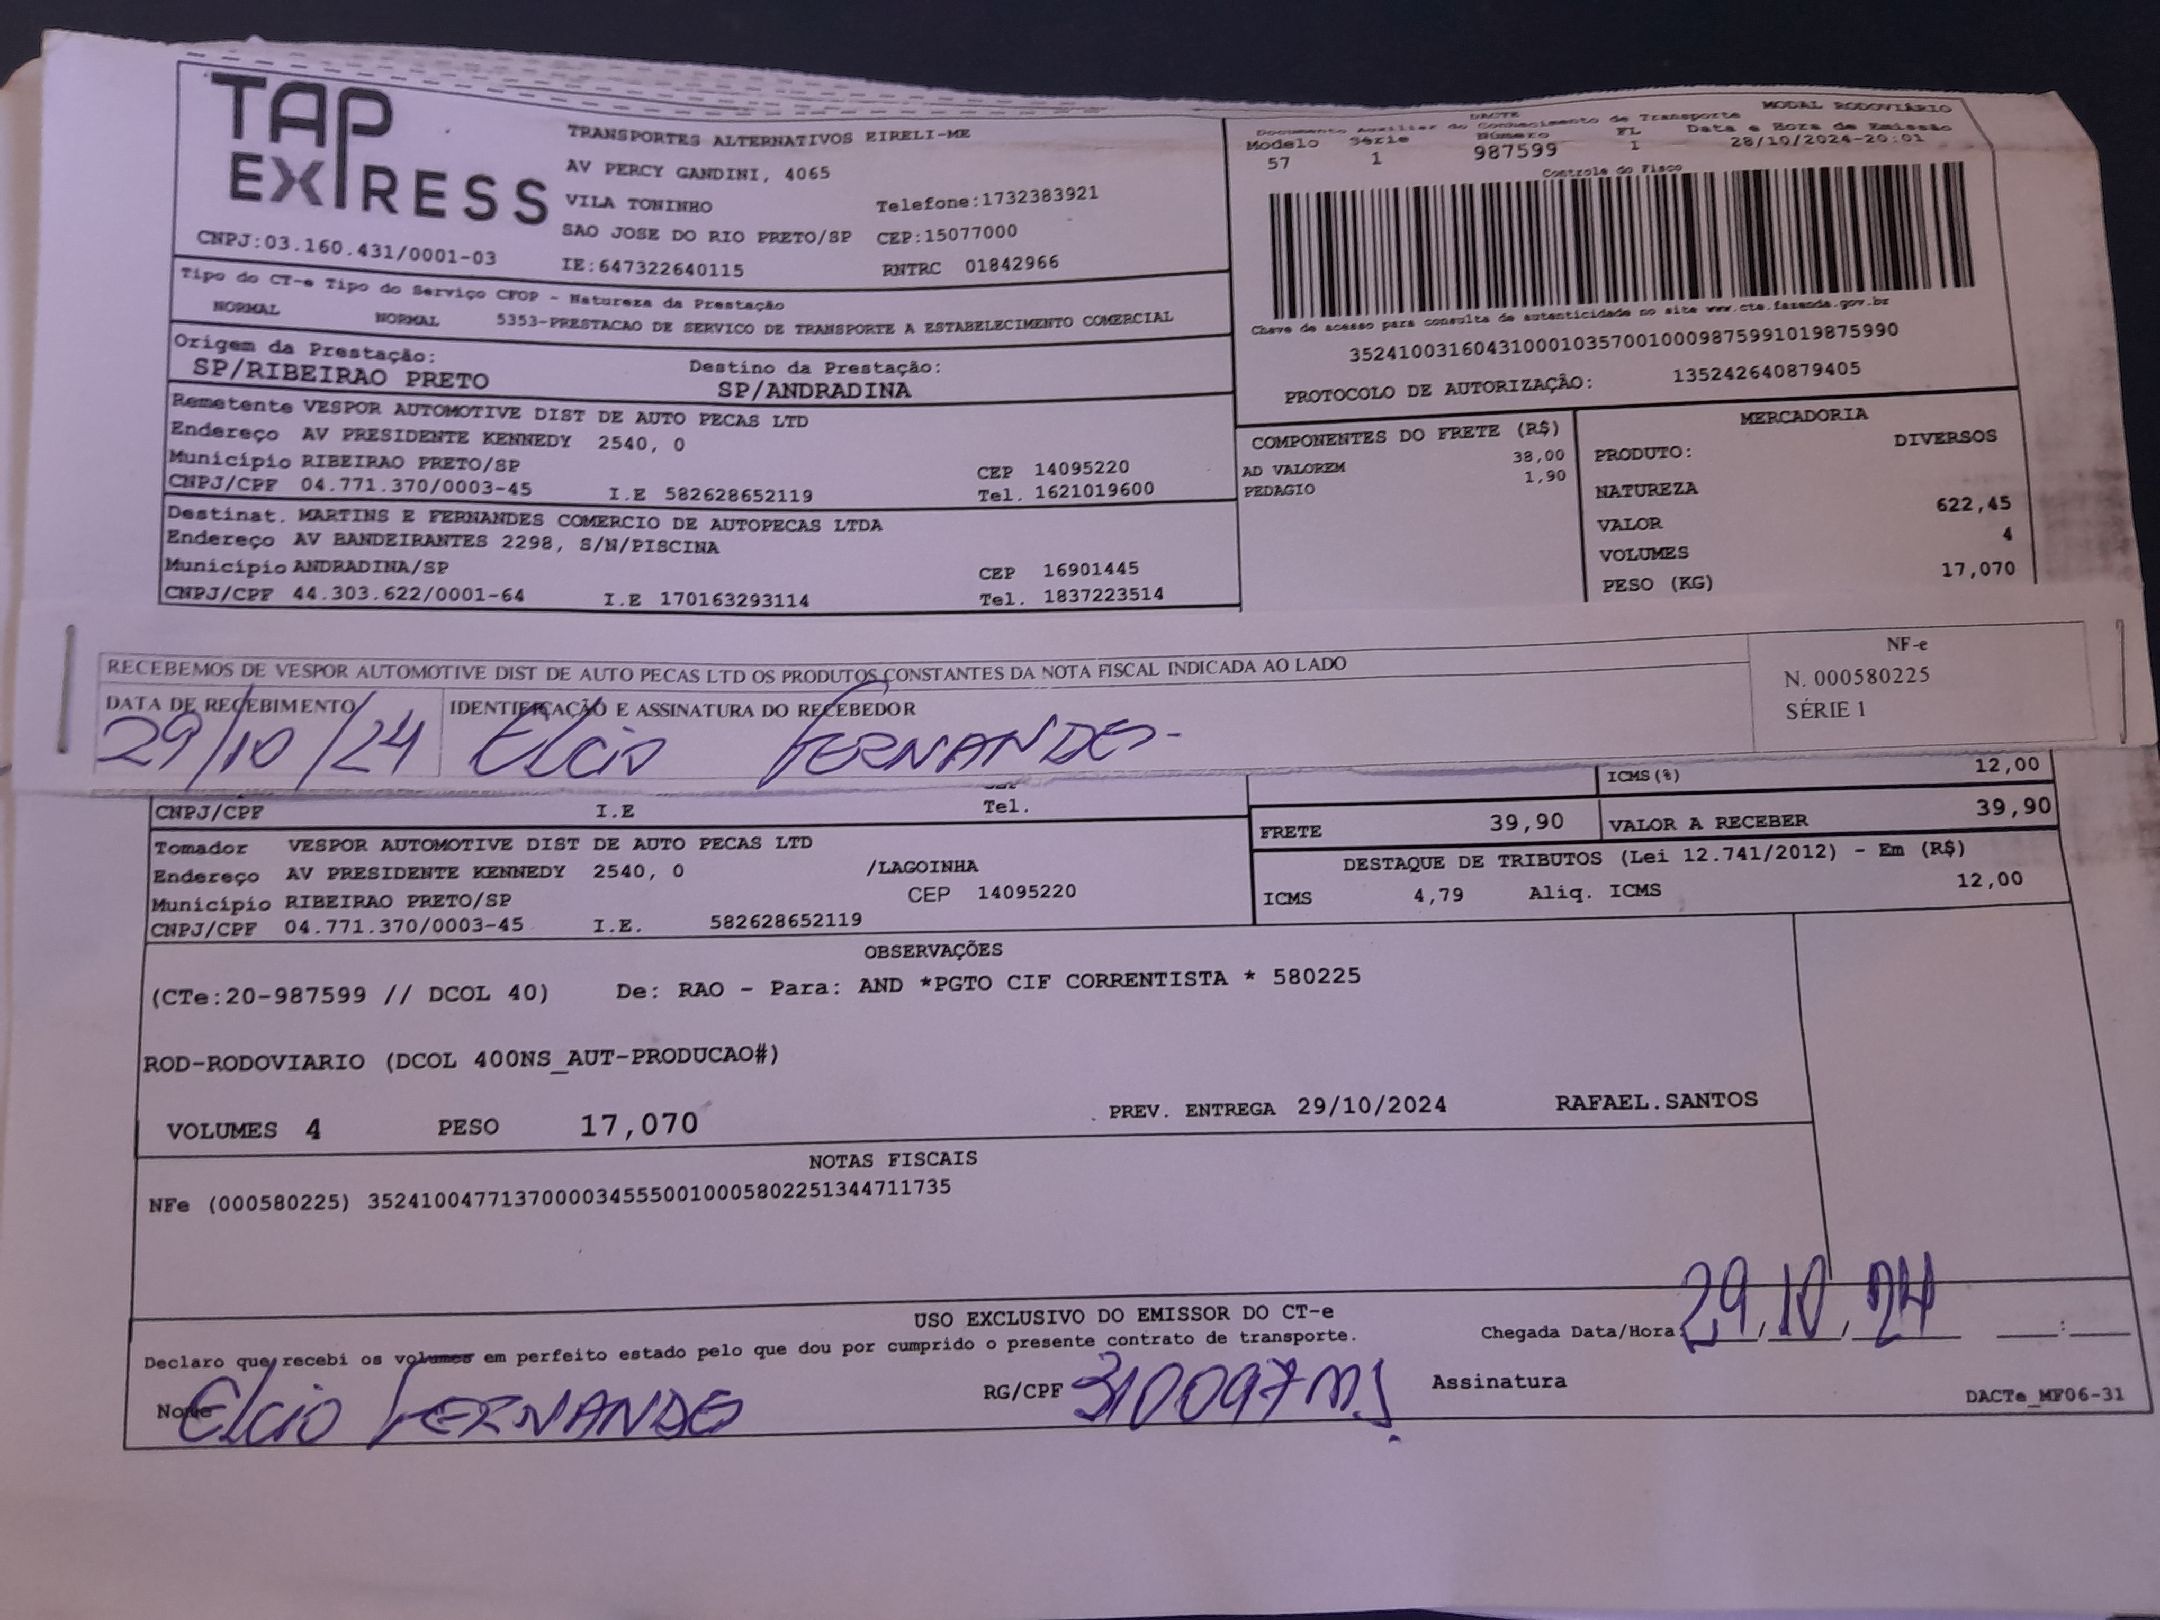 TAP
EXPRESS
TRANSPORTES ALTERNATIVOS EIRELI-ME
AV PERCY GANDINI, 4065
VILA TONINHO Telefone:1732383921
SAO JOSE DO RIO PRETO/SP CEP:15077000
CNPJ:03.160.431/0001-03 IE:647322640115 RNTRC 01842966
DACTE MODAL RODOVIÁRIO
Documento Auxiliar do Conhecimento de Transporte
Modelo Série Número FL Data e Hora de Emissão
57 1 987599 1 28/10/2024-20:01
Controle do Fisco
Chave de acesso para consulta de autenticidade no site www.cte.fazenda.gov.br
35241003160431000103570010009875991019875990
PROTOCOLO DE AUTORIZAÇÃO: 135242640879405
Tipo do CT-e Tipo do Serviço CFOP - Natureza da Prestação
NORMAL NORMAL 5353-PRESTACAO DE SERVICO DE TRANSPORTE A ESTABELECIMENTO COMERCIAL
Origem da Prestação: Destino da Prestação:
SP/RIBEIRAO PRETO SP/ANDRADINA
Remetente VESPOR AUTOMOTIVE DIST DE AUTO PECAS LTD
Endereço AV PRESIDENTE KENNEDY 2540, 0
Município RIBEIRAO PRETO/SP CEP 14095220
CNPJ/CPF 04.771.370/0003-45 I.E 582628652119 Tel. 1621019600
Destinat. MARTINS E FERNANDES COMERCIO DE AUTOPECAS LTDA
Endereço AV BANDEIRANTES 2298, S/N/PISCINA
Município ANDRADINA/SP CEP 16901445
CNPJ/CPF 44.303.622/0001-64 I.E 170163293114 Tel. 1837223514
COMPONENTES DO FRETE (R$)
AD VALOREM 38,00
PEDAGIO 1,90
MERCADORIA
PRODUTO: DIVERSOS
NATUREZA
VALOR 622,45
VOLUMES 4
PESO (KG) 17,070
RECEBEMOS DE VESPOR AUTOMOTIVE DIST DE AUTO PECAS LTD OS PRODUTOS CONSTANTES DA NOTA FISCAL INDICADA AO LADO
NF-e
N. 000580225
SÉRIE 1
DATA DE RECEBIMENTO IDENTIFICAÇÃO E ASSINATURA DO RECEBEDOR
29/10/24 Elcio FERNANDES
ICMS(%) 12,00
CNPJ/CPF I.E Tel.
FRETE 39,90 VALOR A RECEBER 39,90
Tomador VESPOR AUTOMOTIVE DIST DE AUTO PECAS LTD
Endereço AV PRESIDENTE KENNEDY 2540, 0 /LAGOINHA
Município RIBEIRAO PRETO/SP CEP 14095220
CNPJ/CPF 04.771.370/0003-45 I.E. 582628652119
DESTAQUE DE TRIBUTOS (Lei 12.741/2012) - Em (R$)
ICMS 4,79 Aliq. ICMS 12,00
OBSERVAÇÕES
(CTe:20-987599 // DCOL 40) De: RAO - Para: AND *PGTO CIF CORRENTISTA * 580225
ROD-RODOVIARIO (DCOL 400NS_AUT-PRODUCAO#)
VOLUMES 4 PESO 17,070 PREV. ENTREGA 29/10/2024 RAFAEL.SANTOS
NOTAS FISCAIS
NFe (000580225) 35241004771370000345550010005802251344711735
USO EXCLUSIVO DO EMISSOR DO CT-e
Declaro que recebi os volumes em perfeito estado pelo que dou por cumprido o presente contrato de transporte.
Chegada Data/Hora: 29/10/24 :
Nome Elcio FERNANDES RG/CPF 310097 MS Assinatura
DACTe_MF06-31